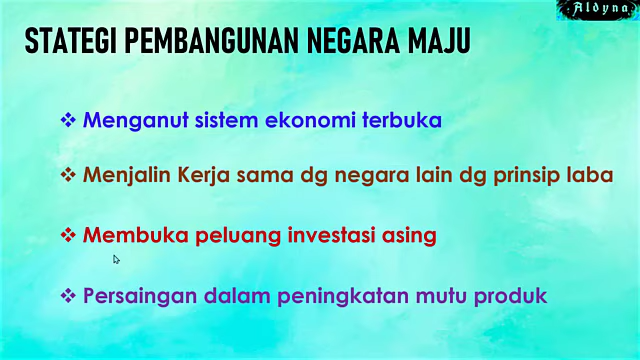 Aldyna
STATEGI PEMBANGUNAN NEGARA MAJU
❖ Menganut sistem ekonomi terbuka
❖ Menjalin Kerja sama dg negara lain dg prinsip laba
❖ Membuka peluang investasi asing
❖ Persaingan dalam peningkatan mutu produk